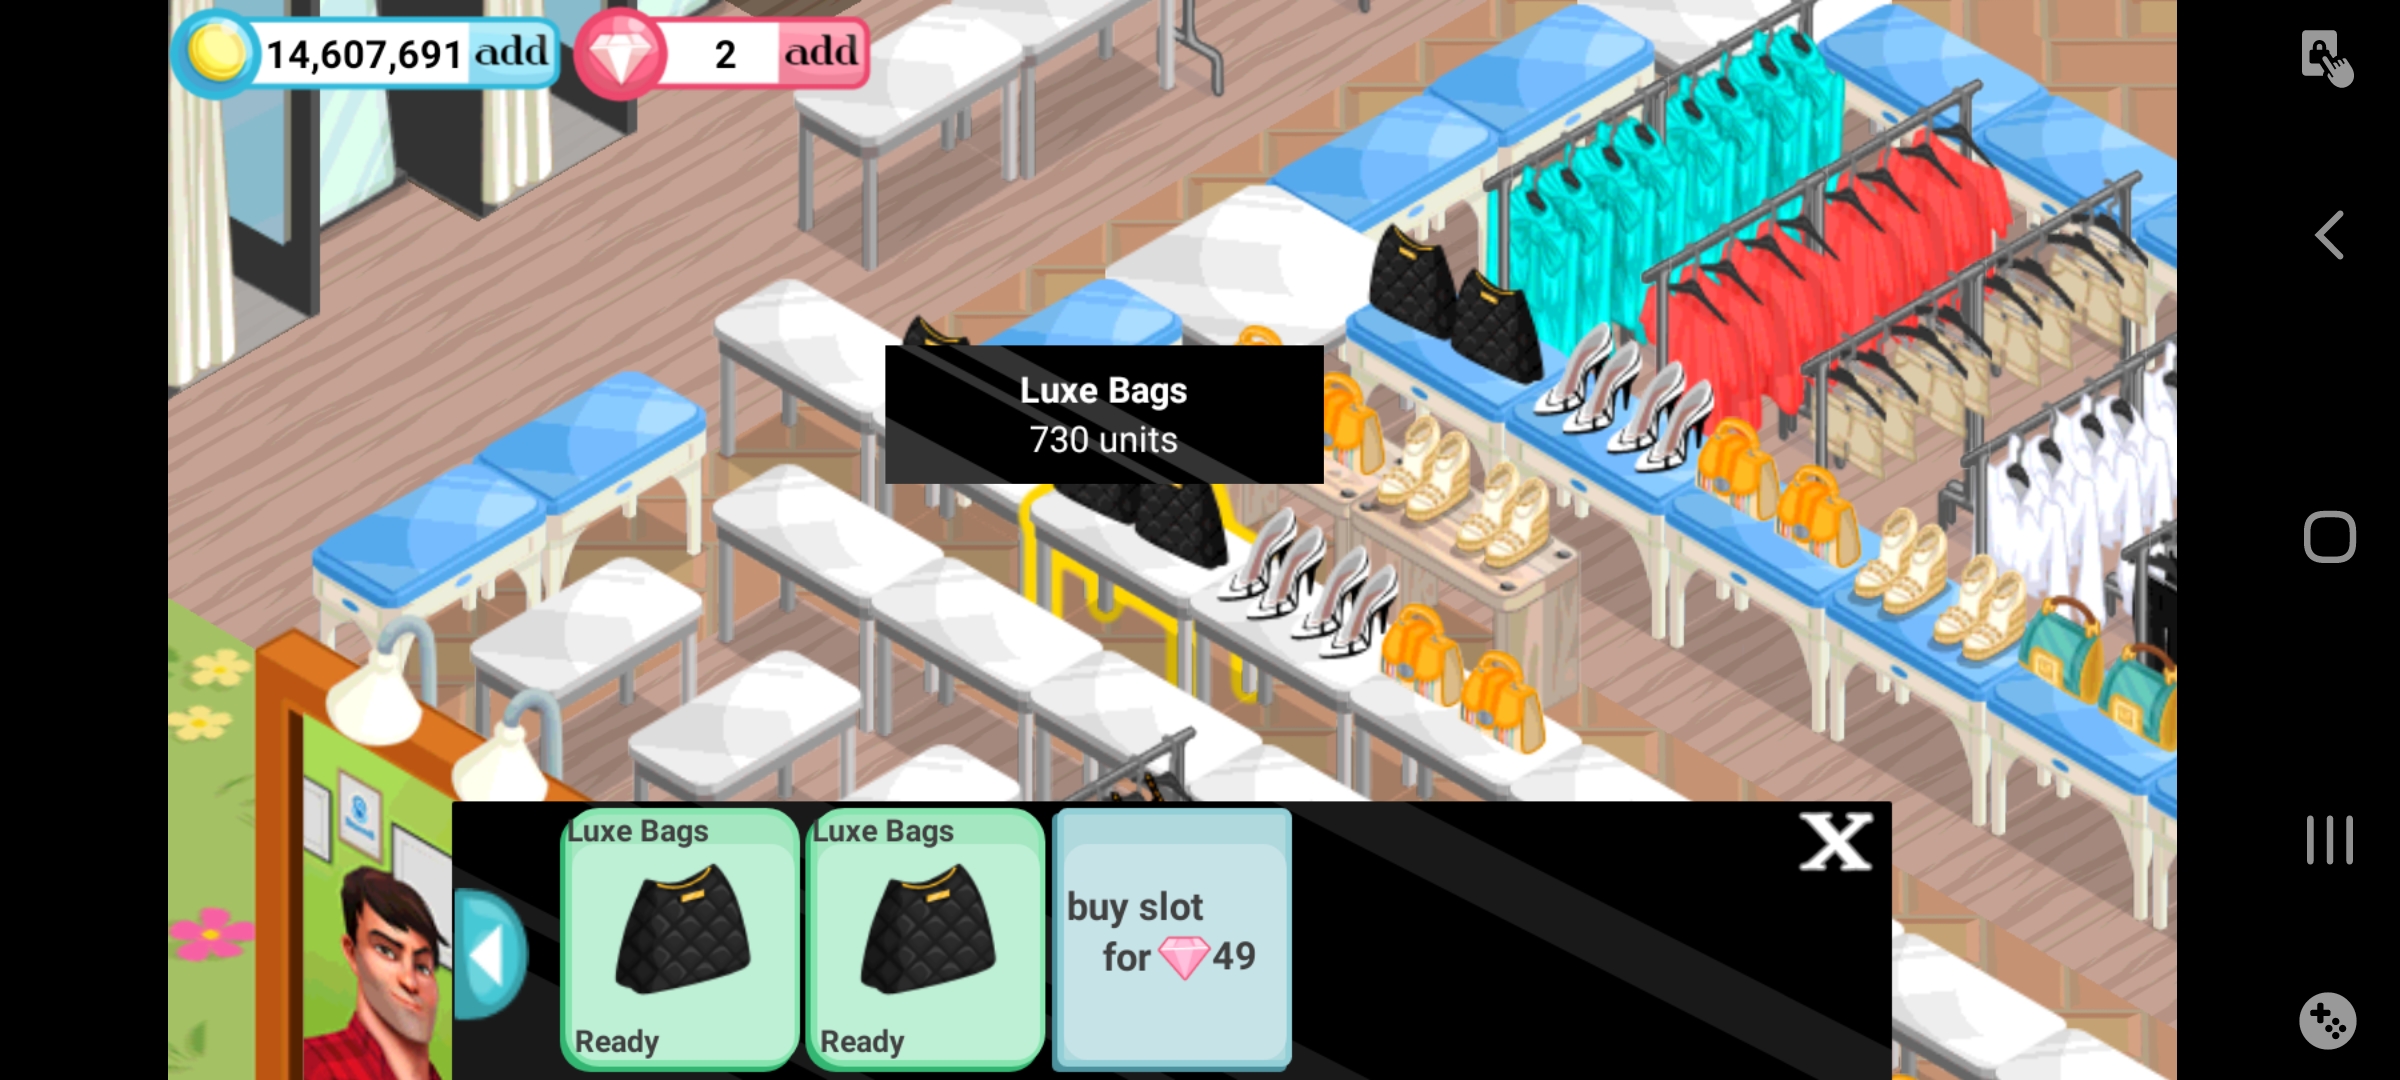 14,607,691 add
2 add
Luxe Bags
730 units
Luxe Bags
Ready
Luxe Bags
Ready
buy slot
for 49
X